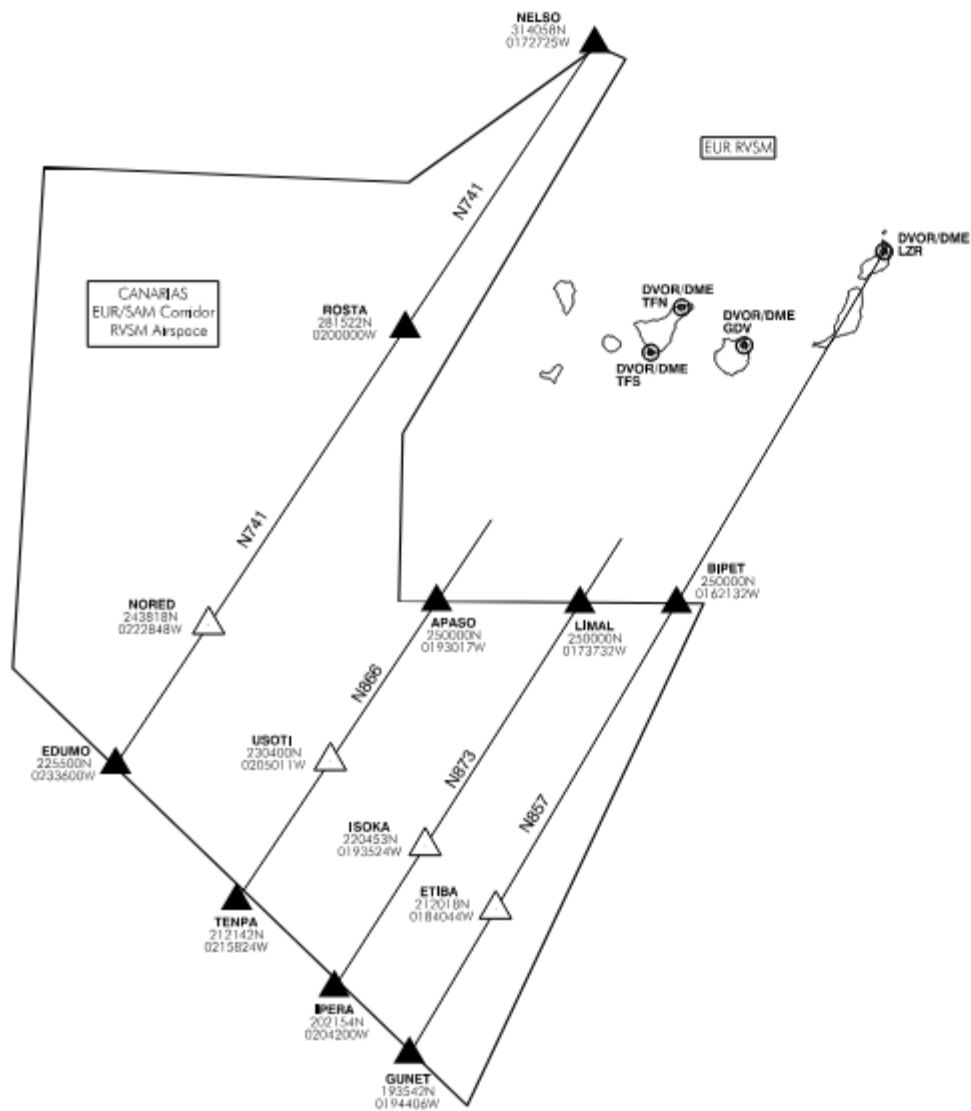 NELSO
314058N
0172725W
EUR RVSM
N741
DVOR/DME
LZR
CANARIAS
EUR/SAM Corridor
RVSM Airspace
ROSTA
281522N
0200000W
DVOR/DME
TFN
DVOR/DME
GDV
DVOR/DME
TFS
N741
NORED
243818N
0222848W
BIPET
250000N
0162132W
APASO
250000N
0193017W
LIMAL
250000N
0173732W
N866
EDUMO
225500N
0233600W
USOTI
230400N
0205011W
N873
N857
ISOKA
220453N
0193524W
ETIBA
212018N
0184044W
TENPA
212142N
0215824W
IPERA
202154N
0204200W
GUNET
193542N
0194406W